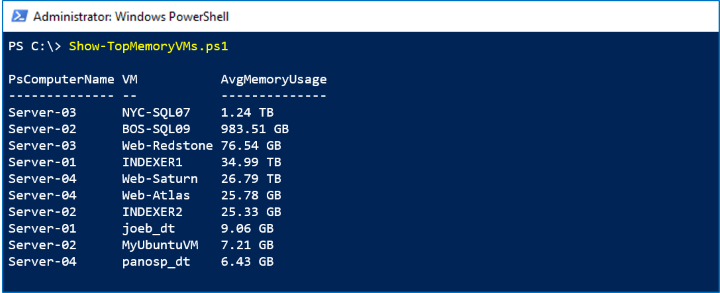 Administrator: Windows PowerShell
PS C:\> Show-TopMemoryVMs.ps1
PsComputerName VM AvgMemoryUsage
-------------- -- --------------
Server-03 NYC-SQL07 1.24 TB
Server-02 BOS-SQL09 983.51 GB
Server-03 Web-Redstone 76.54 GB
Server-01 INDEXER1 34.99 TB
Server-04 Web-Saturn 26.79 TB
Server-04 Web-Atlas 25.78 GB
Server-02 INDEXER2 25.33 GB
Server-01 joeb_dt 9.06 GB
Server-02 MyUbuntuVM 7.21 GB
Server-04 panosp_dt 6.43 GB